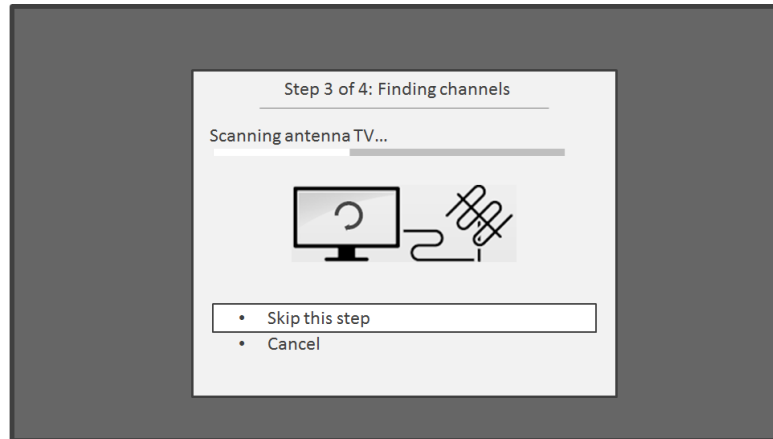 Step 3 of 4: Finding channels
Scanning antenna TV...
• Skip this step
• Cancel